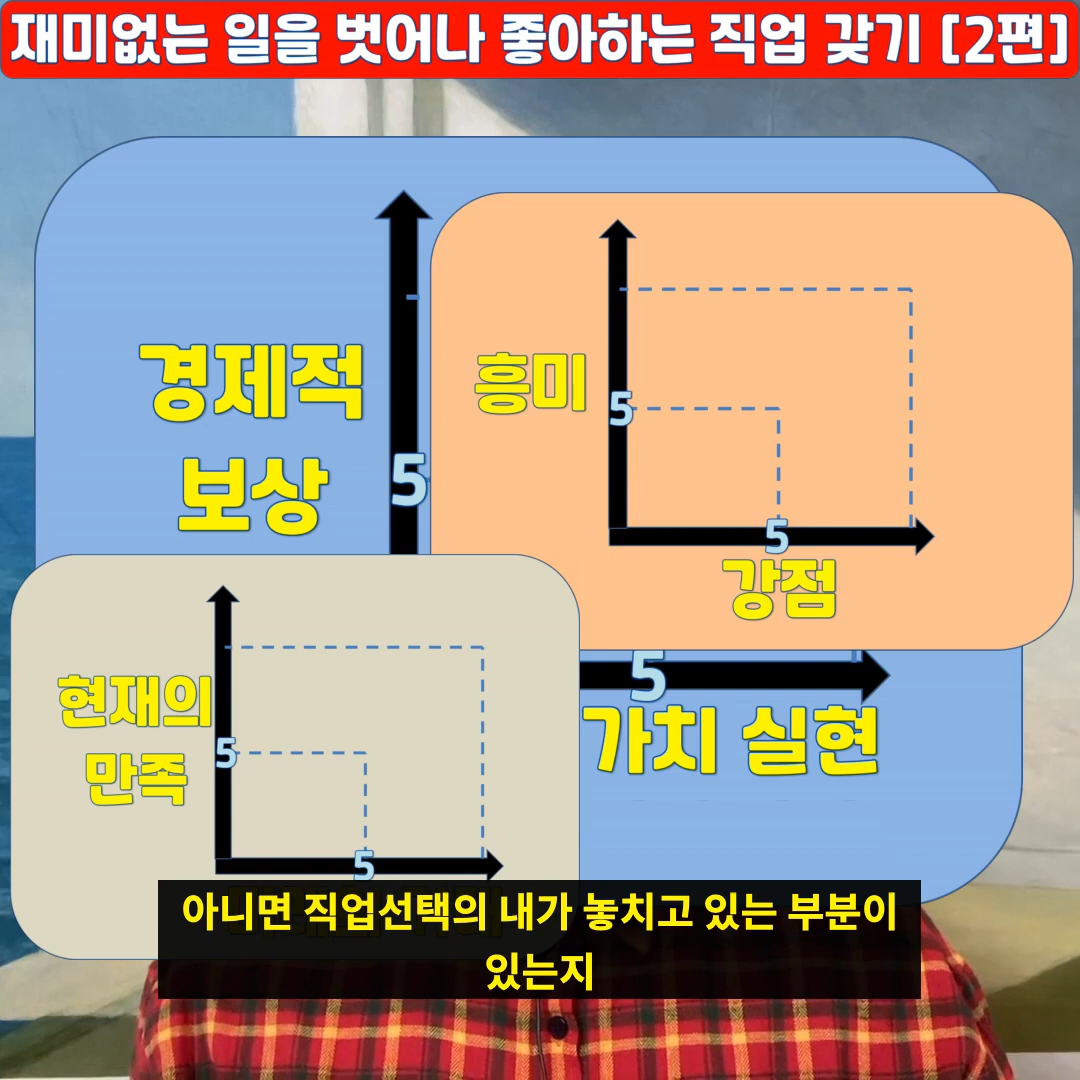 재미없는 일을 벗어나 좋아하는 직업 갖기 [2편]
경제적
보상
5
흥미
5
5
강점
5
가치 실현
현재의
만족
5
5
아니면 직업선택의 내가 놓치고 있는 부분이
있는지